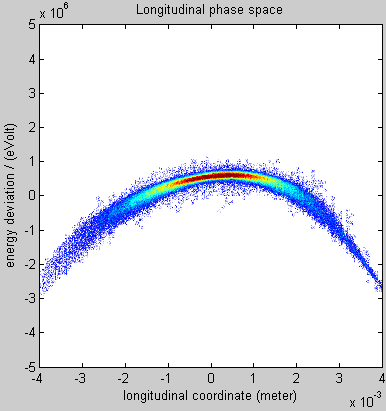 Longitudinal phase space
x 10^6
5
4
3
2
1
0
-1
-2
-3
-4
-5
energy deviation / (eVolt)
-4 -3 -2 -1 0 1 2 3 4
longitudinal coordinate (meter)
x 10^-3